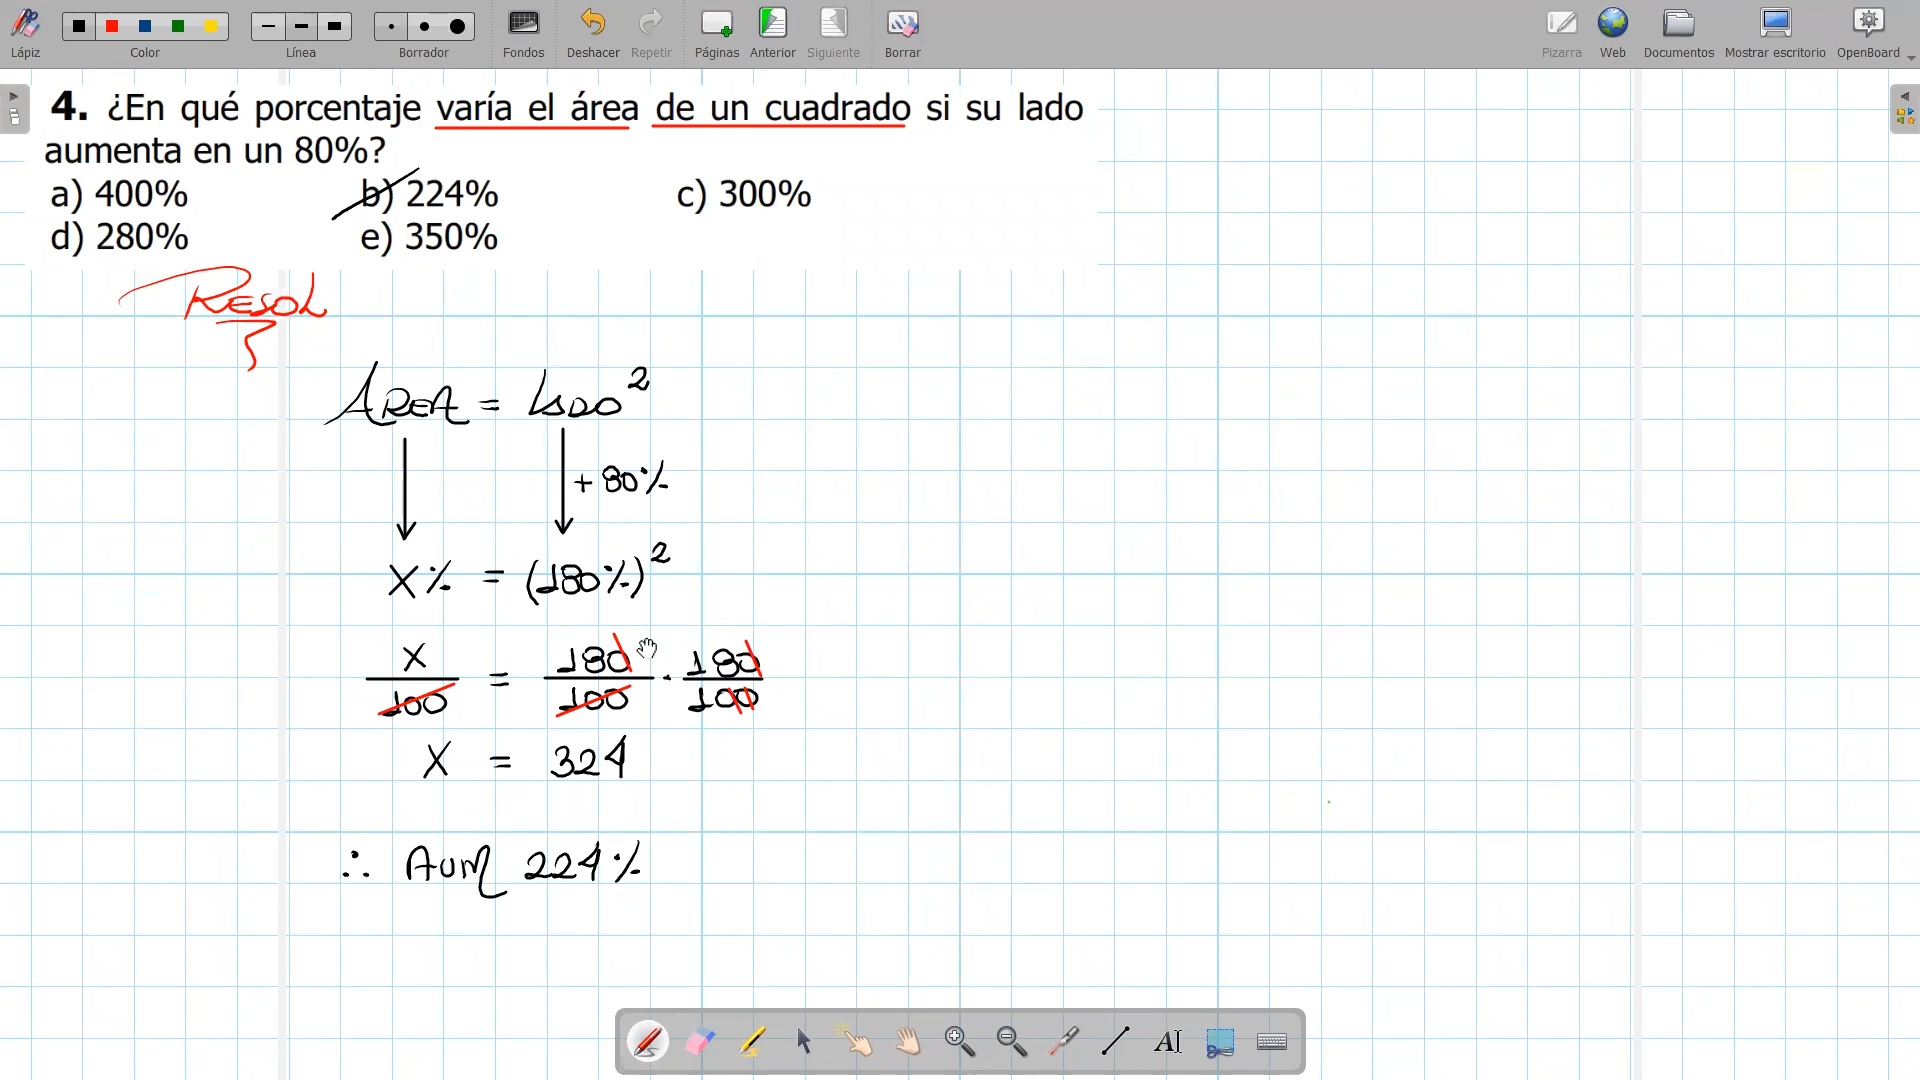 Lápiz Color Línea Borrador Fondos Deshacer Repetir Páginas Anterior Siguiente Borrar Pizarra Web Documentos Mostrar escritorio OpenBoard
4. ¿En qué porcentaje varía el área de un cuadrado si su lado
aumenta en un 80%?
a) 400% b) 224% c) 300%
d) 280% e) 350%
RESOL
AREA = LADO²
+ 80%
X% = (180%)²
X/100 = 180/100 · 180/100
X = 324
∴ AUM 224%